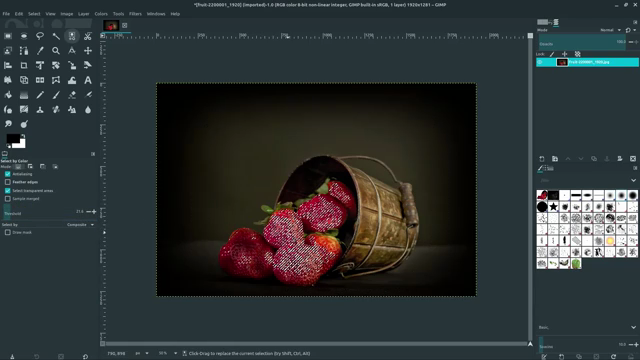 *[fruit-2200001_1920] (imported)-1.0 (RGB color 8-bit non-linear integer, GIMP built-in sRGB, 1 layer) 1920x1281 – GIMP
File Edit Select View Image Layer Colors Tools Filters Windows Help
Mode
Normal
Opacity
100.0
Lock:
fruit-2200001_1920.jpg
Select by Color
Mode:
Antialiasing
Feather edges
Select transparent areas
Sample merged
Threshold
Select by
Composite
Draw mask
Basic,
px
50%
Click-Drag to replace the current selection (try Shift, Ctrl, Alt)